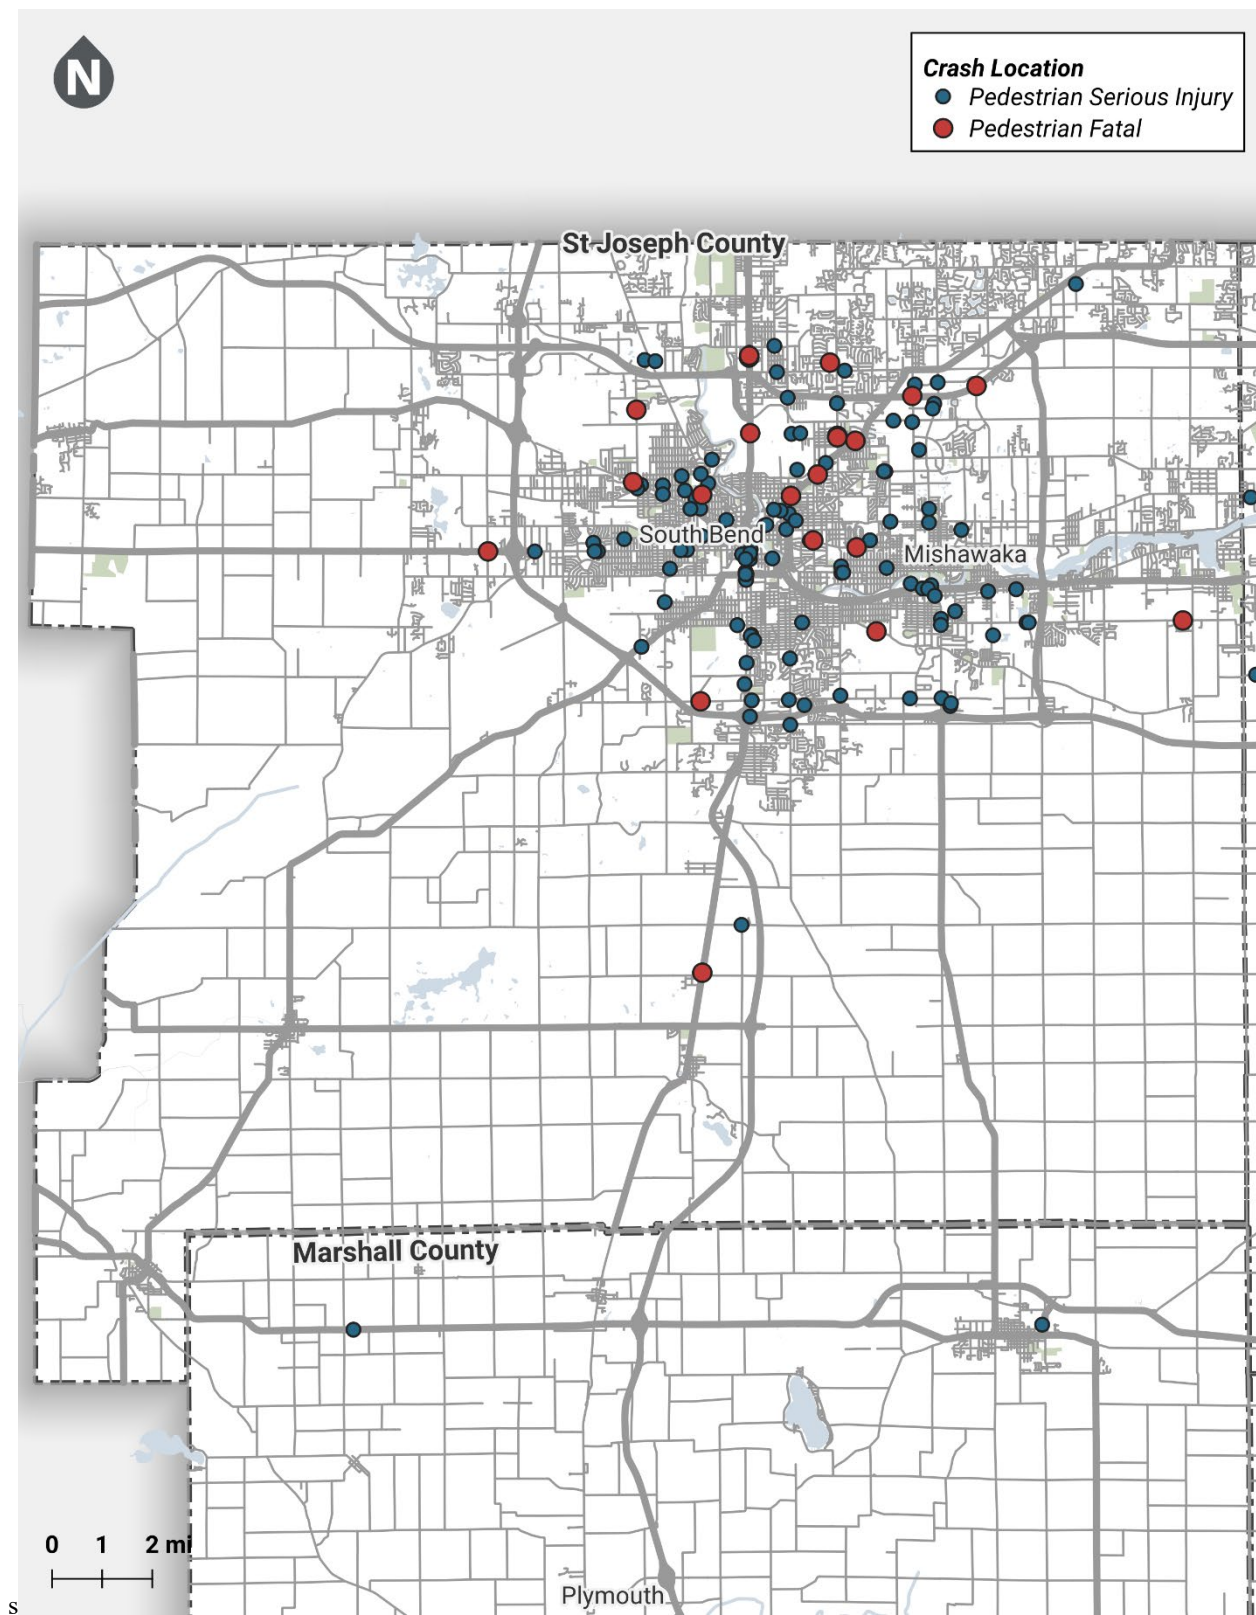 N
Crash Location
Pedestrian Serious Injury
Pedestrian Fatal
St Joseph County
South Bend
Mishawaka
Marshall County
0 1 2 mi
Plymouth
s